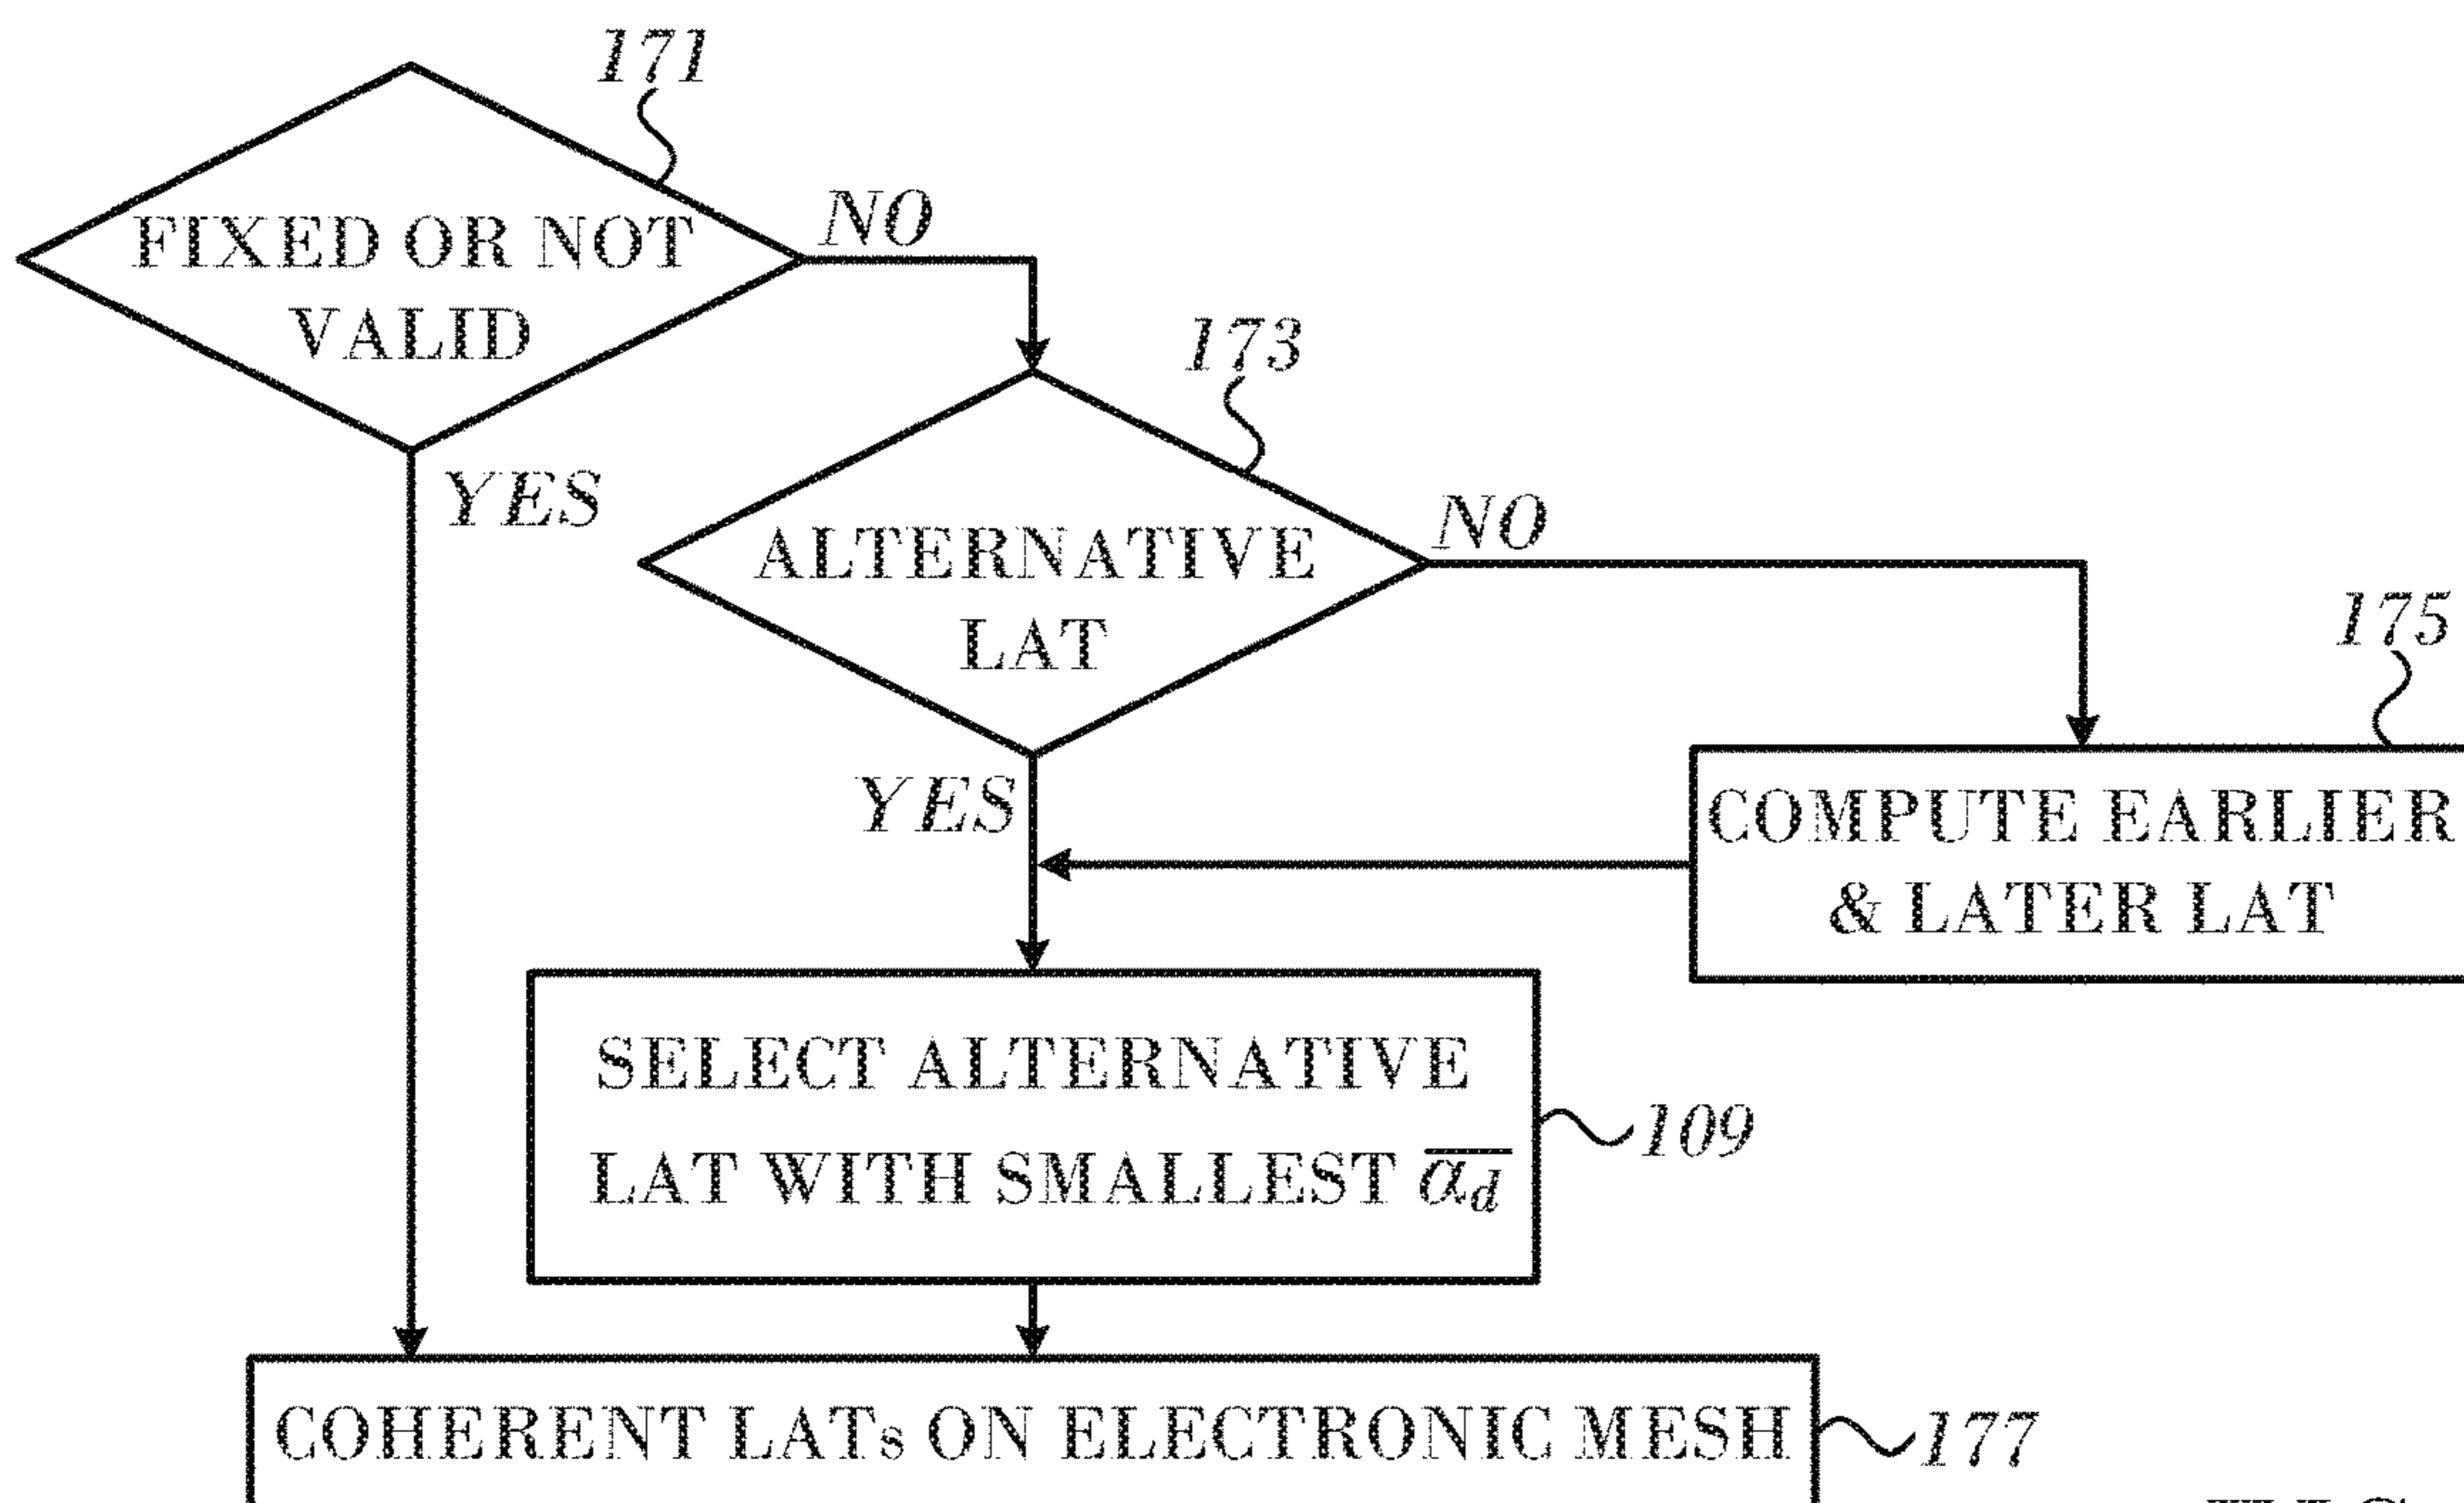 171
FIXED OR NOT
VALID
NO
YES
173
ALTERNATIVE
LAT
NO
YES
175
COMPUTE EARLIER
& LATER LAT
SELECT ALTERNATIVE
LAT WITH SMALLEST $\overline{\alpha_d}$
109
COHERENT LATs ON ELECTRONIC MESH
177